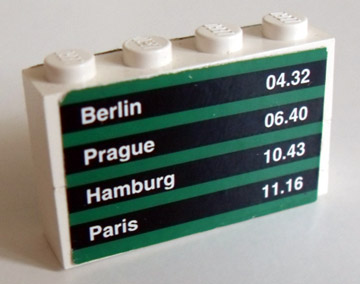 Berlin 04.32
Prague 06.40
Hamburg 10.43
Paris 11.16